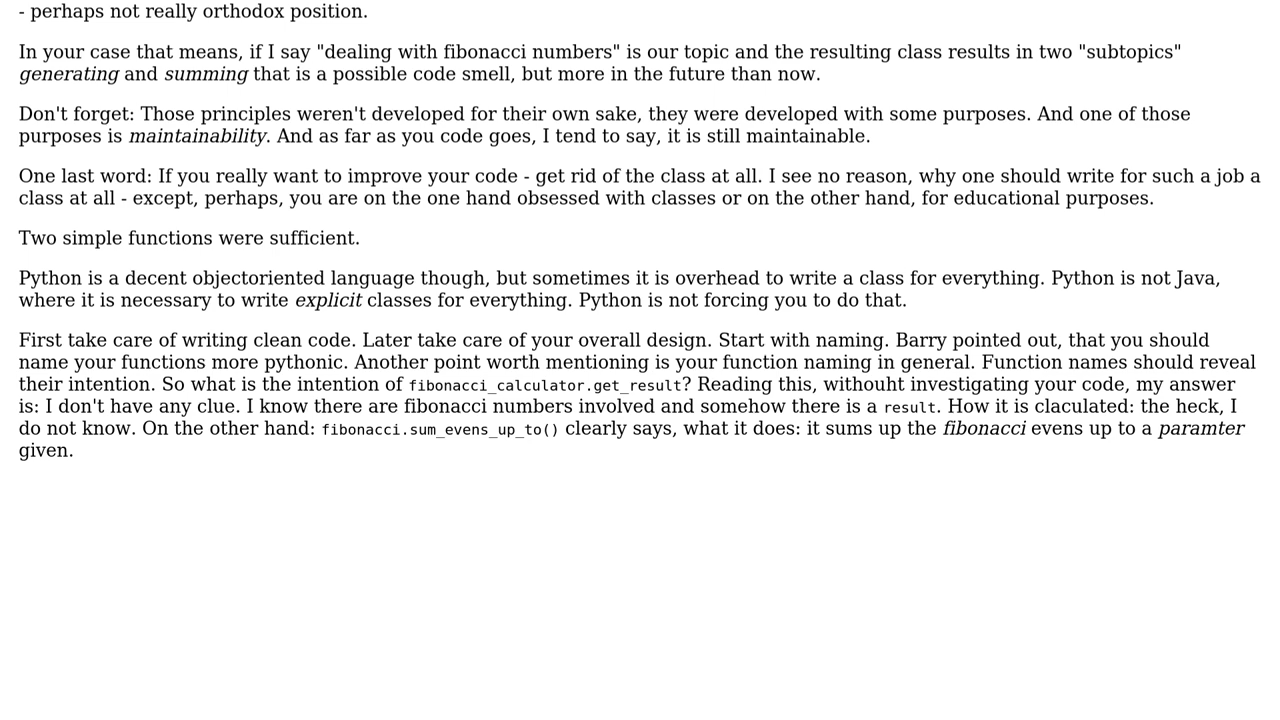 - perhaps not really orthodox position.
In your case that means, if I say "dealing with fibonacci numbers" is our topic and the resulting class results in two "subtopics"
generating and summing that is a possible code smell, but more in the future than now.
Don't forget: Those principles weren't developed for their own sake, they were developed with some purposes. And one of those
purposes is maintainability. And as far as you code goes, I tend to say, it is still maintainable.
One last word: If you really want to improve your code - get rid of the class at all. I see no reason, why one should write for such a job a
class at all - except, perhaps, you are on the one hand obsessed with classes or on the other hand, for educational purposes.
Two simple functions were sufficient.
Python is a decent objectoriented language though, but sometimes it is overhead to write a class for everything. Python is not Java,
where it is necessary to write explicit classes for everything. Python is not forcing you to do that.
First take care of writing clean code. Later take care of your overall design. Start with naming. Barry pointed out, that you should
name your functions more pythonic. Another point worth mentioning is your function naming in general. Function names should reveal
their intention. So what is the intention of fibonacci_calculator.get_result? Reading this, withouht investigating your code, my answer
is: I don't have any clue. I know there are fibonacci numbers involved and somehow there is a result. How it is claculated: the heck, I
do not know. On the other hand: fibonacci.sum_evens_up_to() clearly says, what it does: it sums up the fibonacci evens up to a paramter
given.